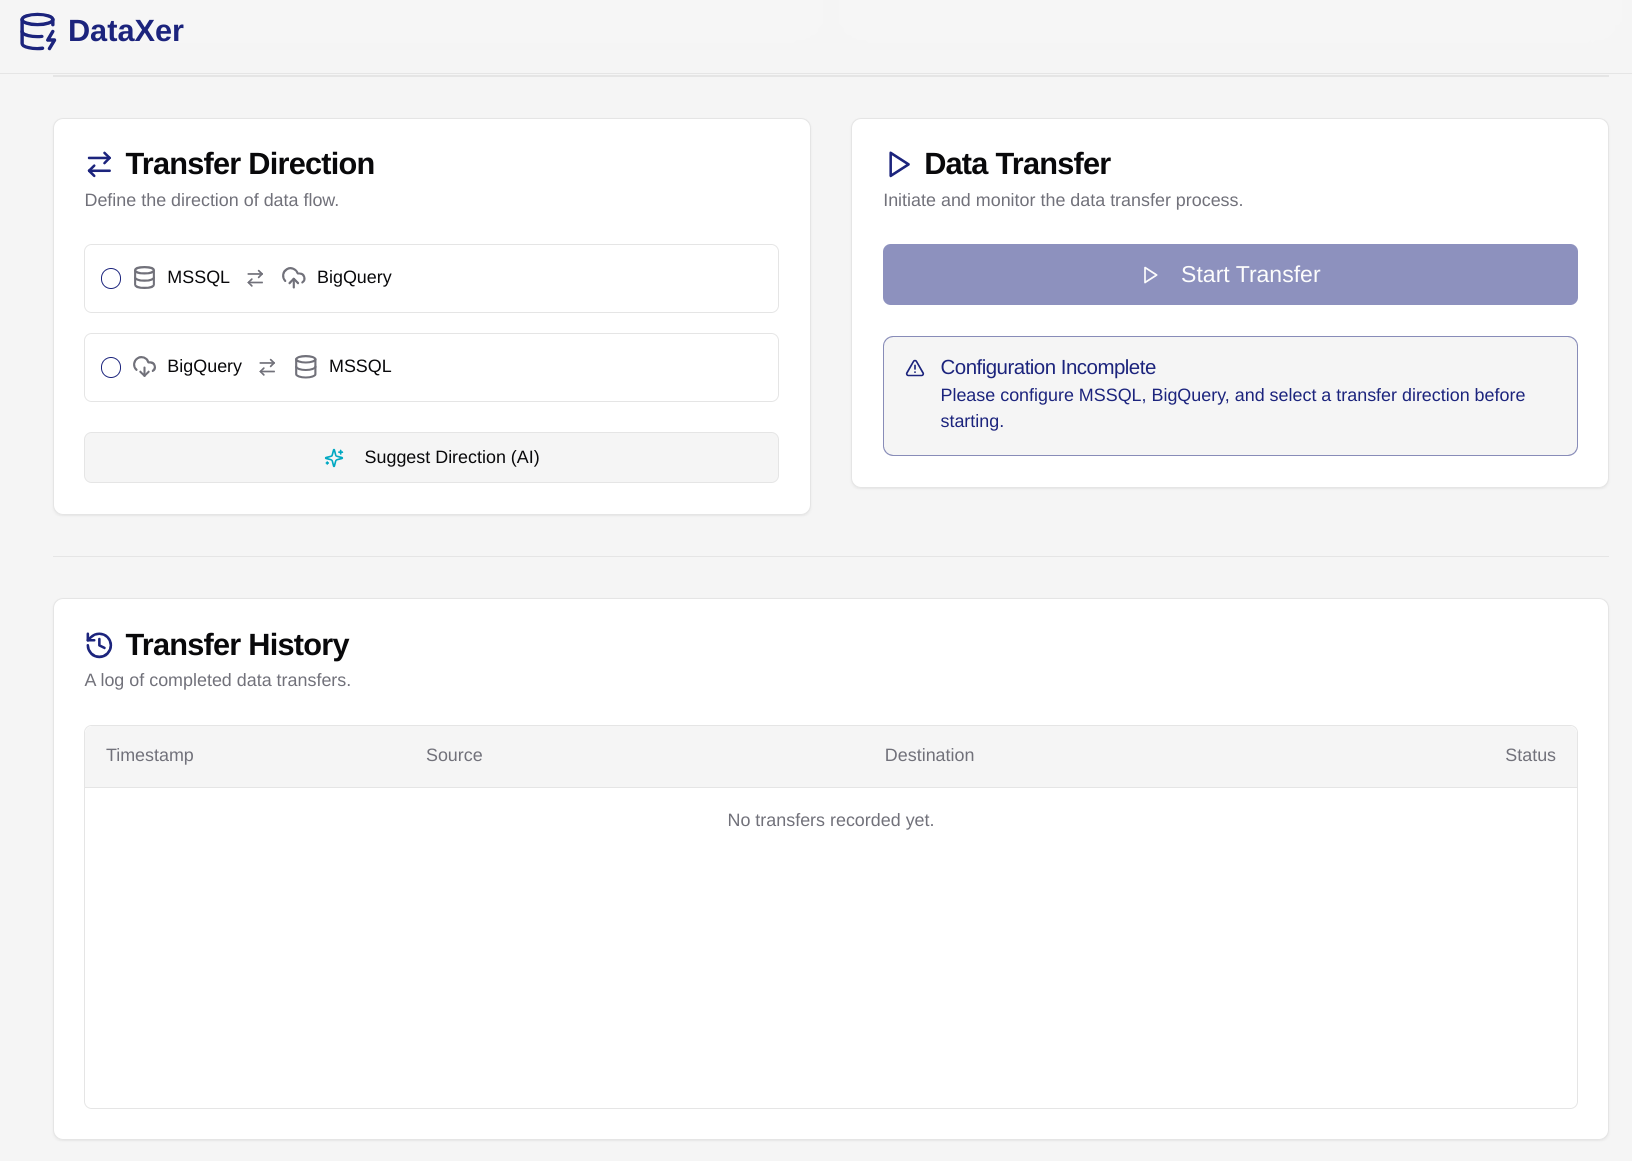 DataXer
Transfer Direction
Define the direction of data flow.
MSSQL BigQuery
BigQuery MSSQL
Suggest Direction (AI)
Data Transfer
Initiate and monitor the data transfer process.
Start Transfer
Configuration Incomplete
Please configure MSSQL, BigQuery, and select a transfer direction before
starting.
Transfer History
A log of completed data transfers.
Timestamp Source Destination Status
No transfers recorded yet.